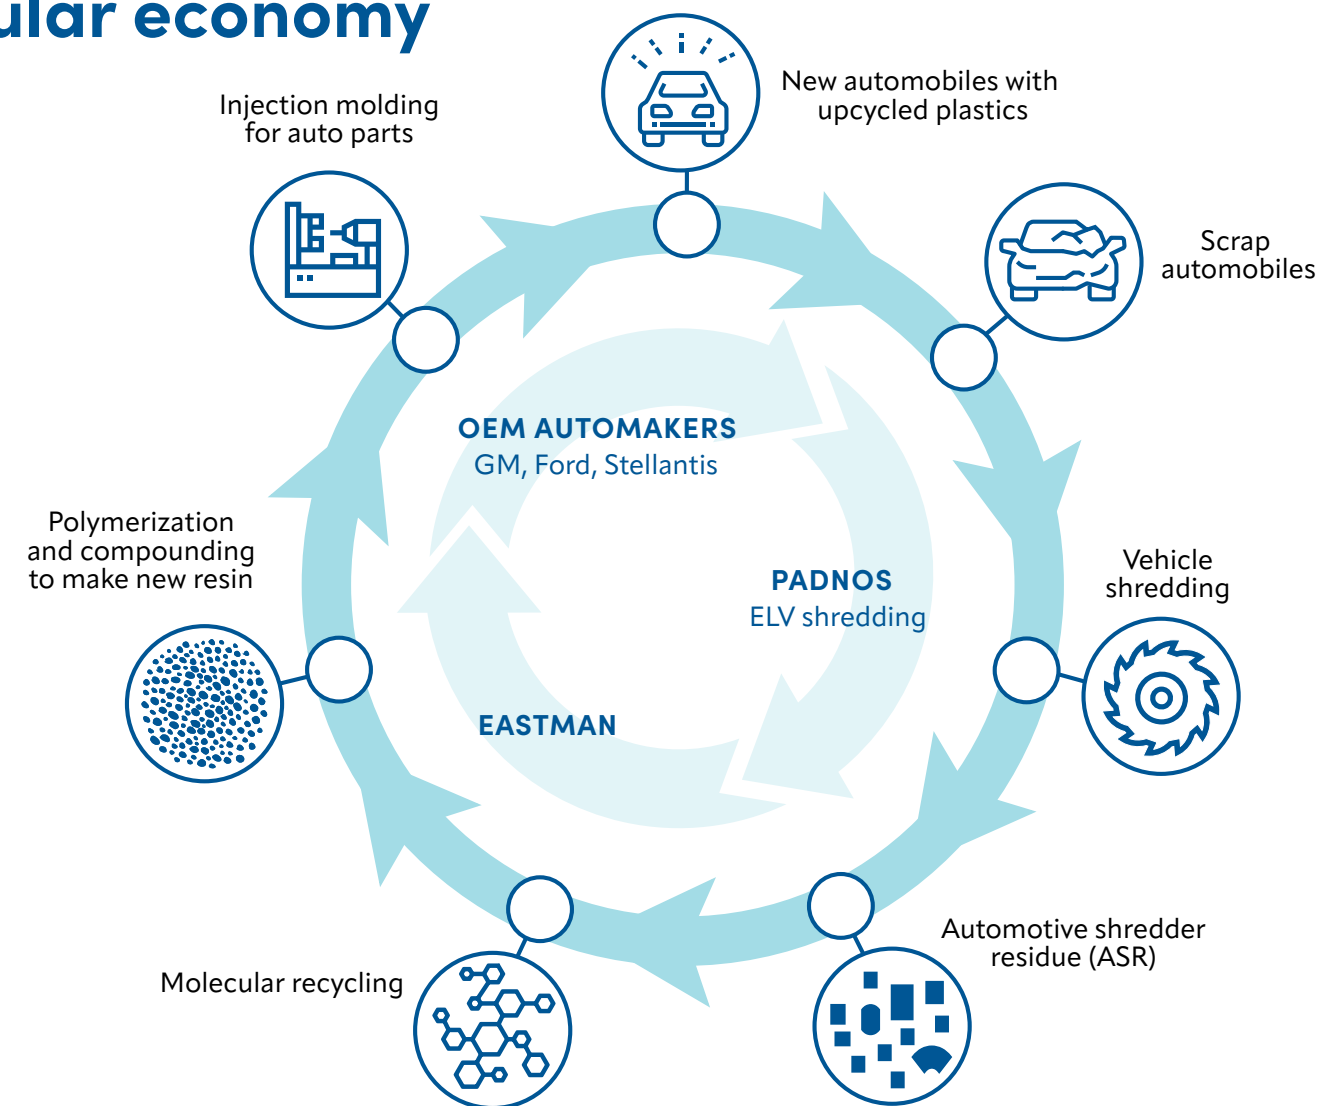 ular economy
New automobiles with
upcycled plastics
Injection molding
for auto parts
Scrap
automobiles
OEM AUTOMAKERS
GM, Ford, Stellantis
Polymerization
and compounding
to make new resin
Vehicle
shredding
PADNOS
ELV shredding
EASTMAN
Automotive shredder
residue (ASR)
Molecular recycling